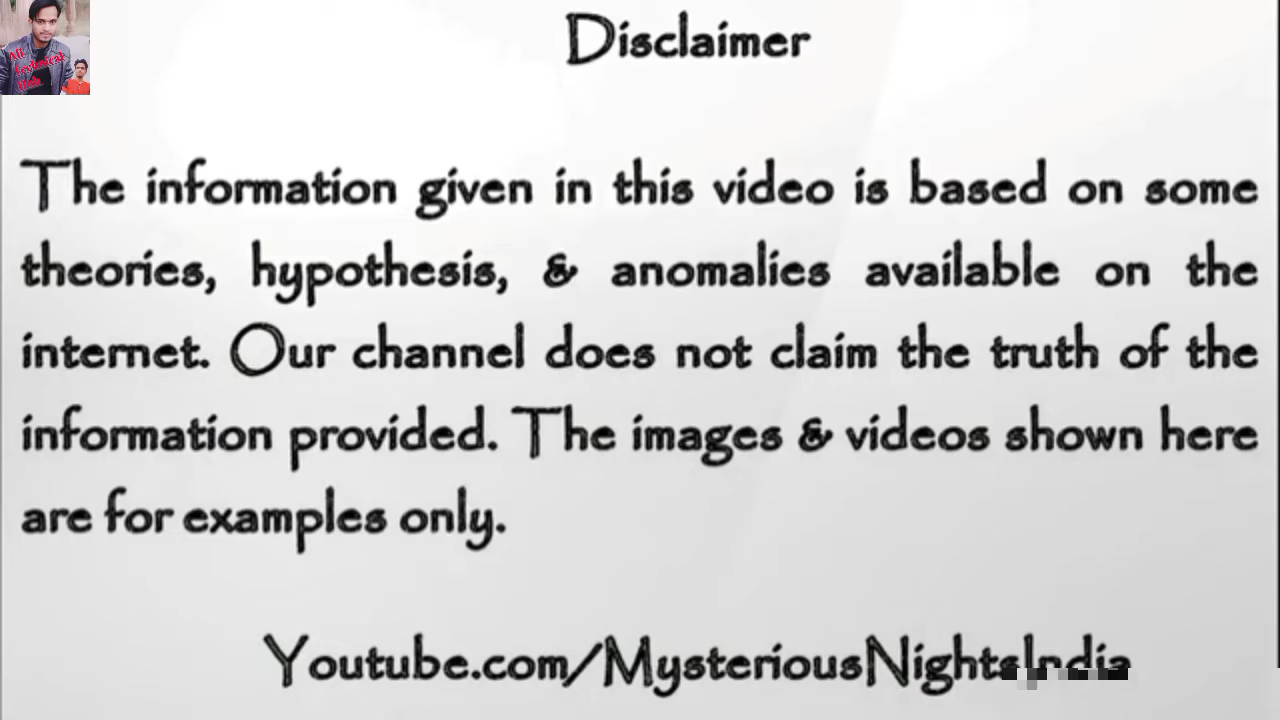 Ali
Technical
Disclaimer
The information given in this video is based on some
theories, hypothesis, & anomalies available on the
internet. Our channel does not claim the truth of the
information provided. The images & videos shown here
are for examples only.
Youtube.com/MysteriousNightsIndia